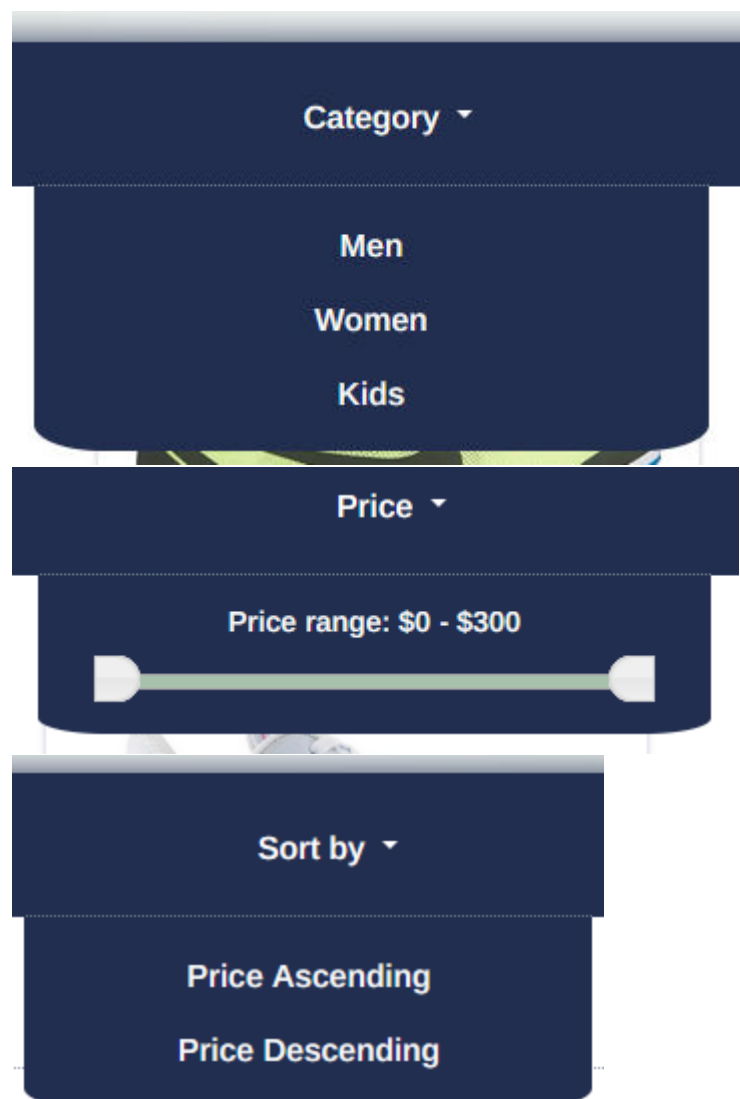 Category
Men
Women
Kids
Price
Price range: $0 - $300
Sort by
Price Ascending
Price Descending